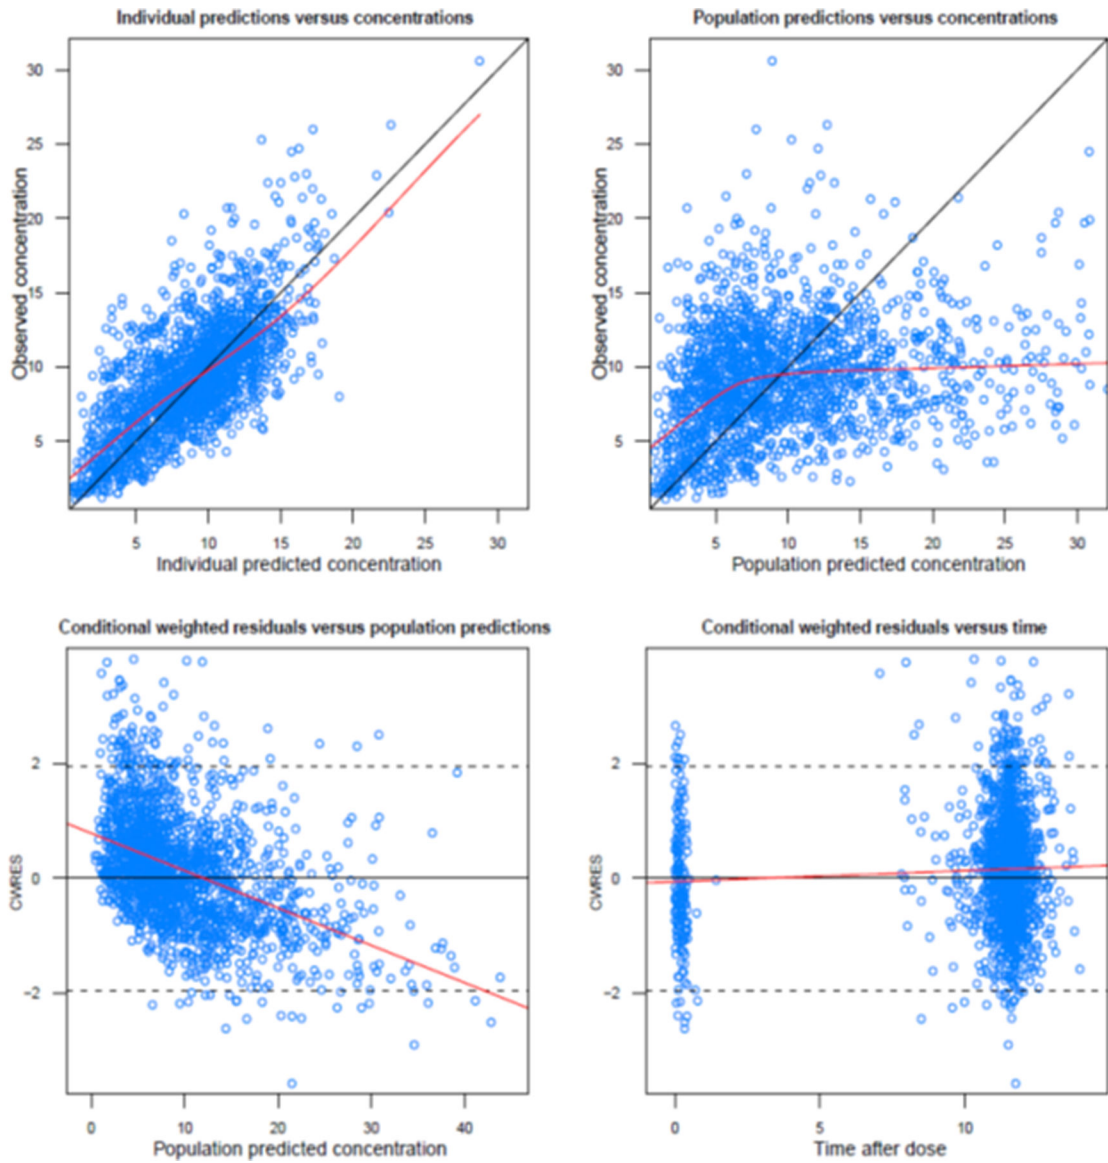 Individual predictions versus concentrations
Observed concentration
30
25
20
15
10
5
5 10 15 20 25 30
Individual predicted concentration
Population predictions versus concentrations
Observed concentration
30
25
20
15
10
5
5 10 15 20 25 30
Population predicted concentration
Conditional weighted residuals versus population predictions
CWRES
2
0
−2
0 10 20 30 40
Population predicted concentration
Conditional weighted residuals versus time
CWRES
2
0
−2
0 5 10
Time after dose